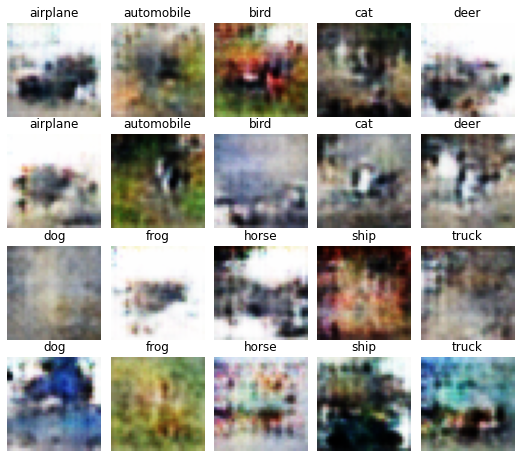 airplane automobile bird cat deer
airplane automobile bird cat deer
dog frog horse ship truck
dog frog horse ship truck